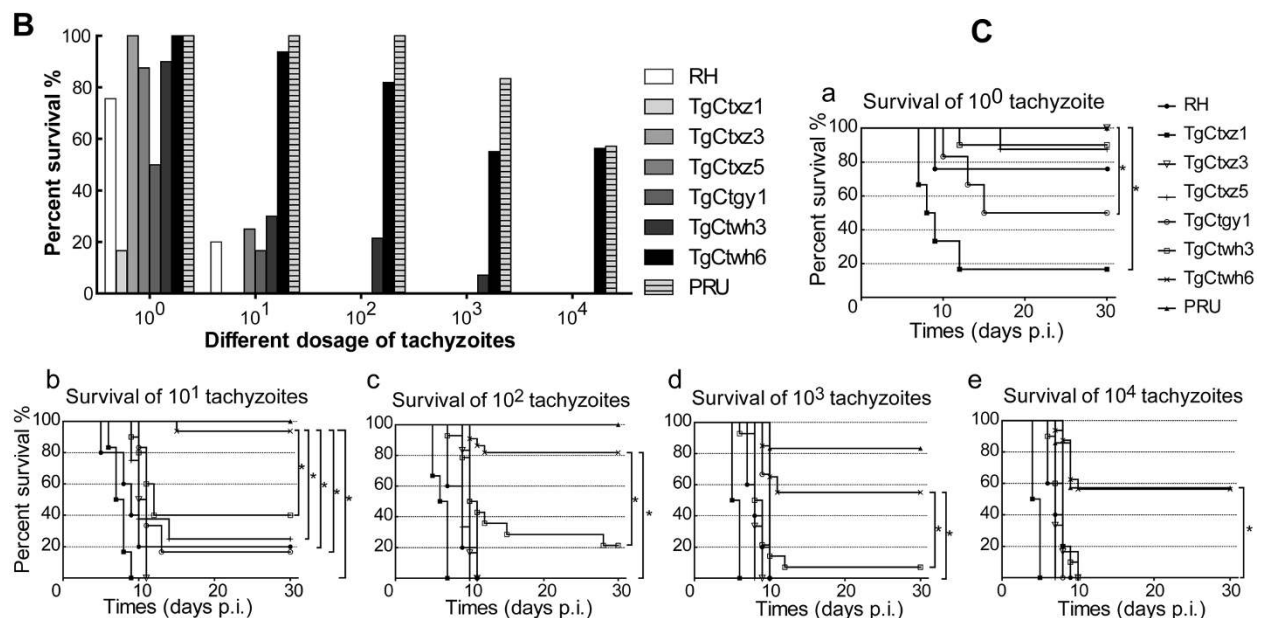 B
Percent survival %
100
80
60
40
20
0
10⁰ 10¹ 10² 10³ 10⁴
Different dosage of tachyzoites
RH
TgCtxz1
TgCtxz3
TgCtxz5
TgCtgy1
TgCtwh3
TgCtwh6
PRU
C
a Survival of 10⁰ tachyzoite
Percent survival %
100
80
60
40
20
0 10 20 30
Times (days p.i.)
*
*
RH
TgCtxz1
TgCtxz3
TgCtxz5
TgCtgy1
TgCtwh3
TgCtwh6
PRU
b Survival of 10¹ tachyzoites
Percent survival %
100
80
60
40
20
0 10 20 30
Times (days p.i.)
*
*
*
*
c Survival of 10² tachyzoites
100
80
60
40
20
0 10 20 30
Times (days p.i.)
*
*
d Survival of 10³ tachyzoites
100
80
60
40
20
0 10 20 30
Times (days p.i.)
*
*
e Survival of 10⁴ tachyzoites
100
80
60
40
20
0 10 20 30
Times (days p.i.)
*